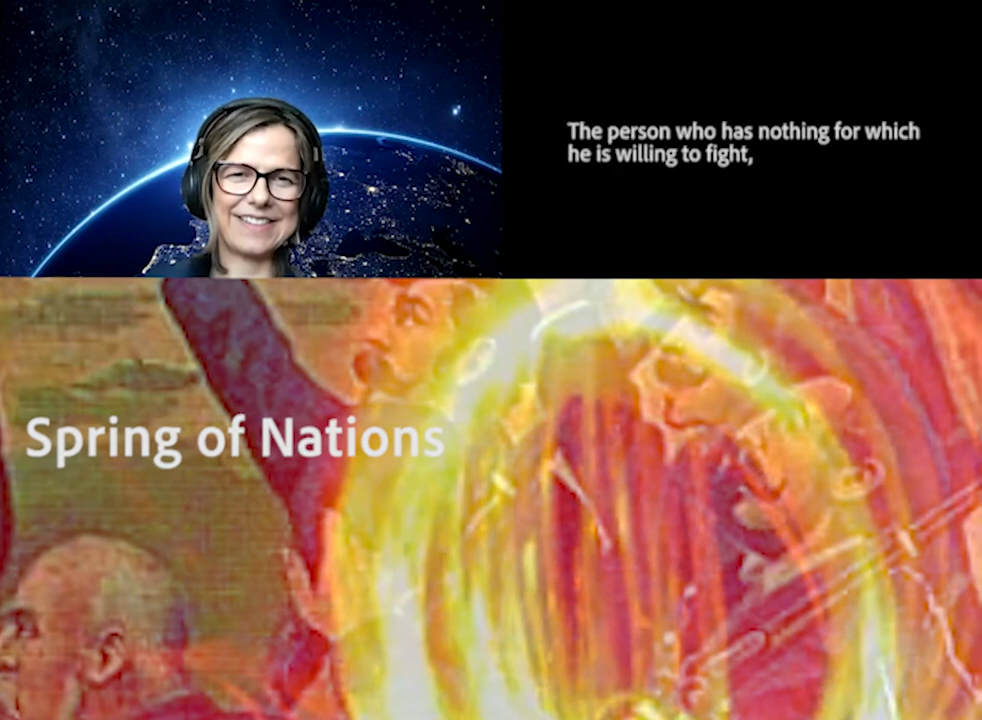 The person who has nothing for which
he is willing to fight,
Spring of Nations